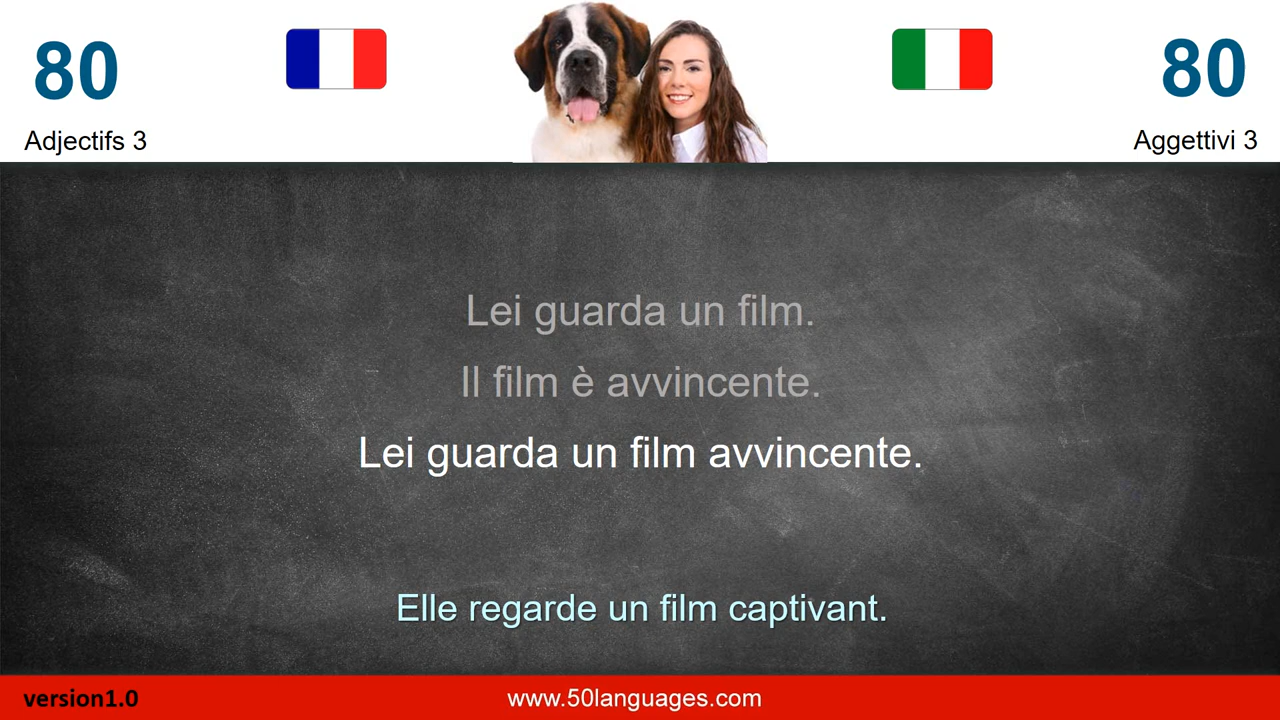 80
80
Adjectifs 3
Aggettivi 3
Lei guarda un film.
Il film è avvincente.
Lei guarda un film avvincente.
Elle regarde un film captivant.
version1.0
www.50languages.com